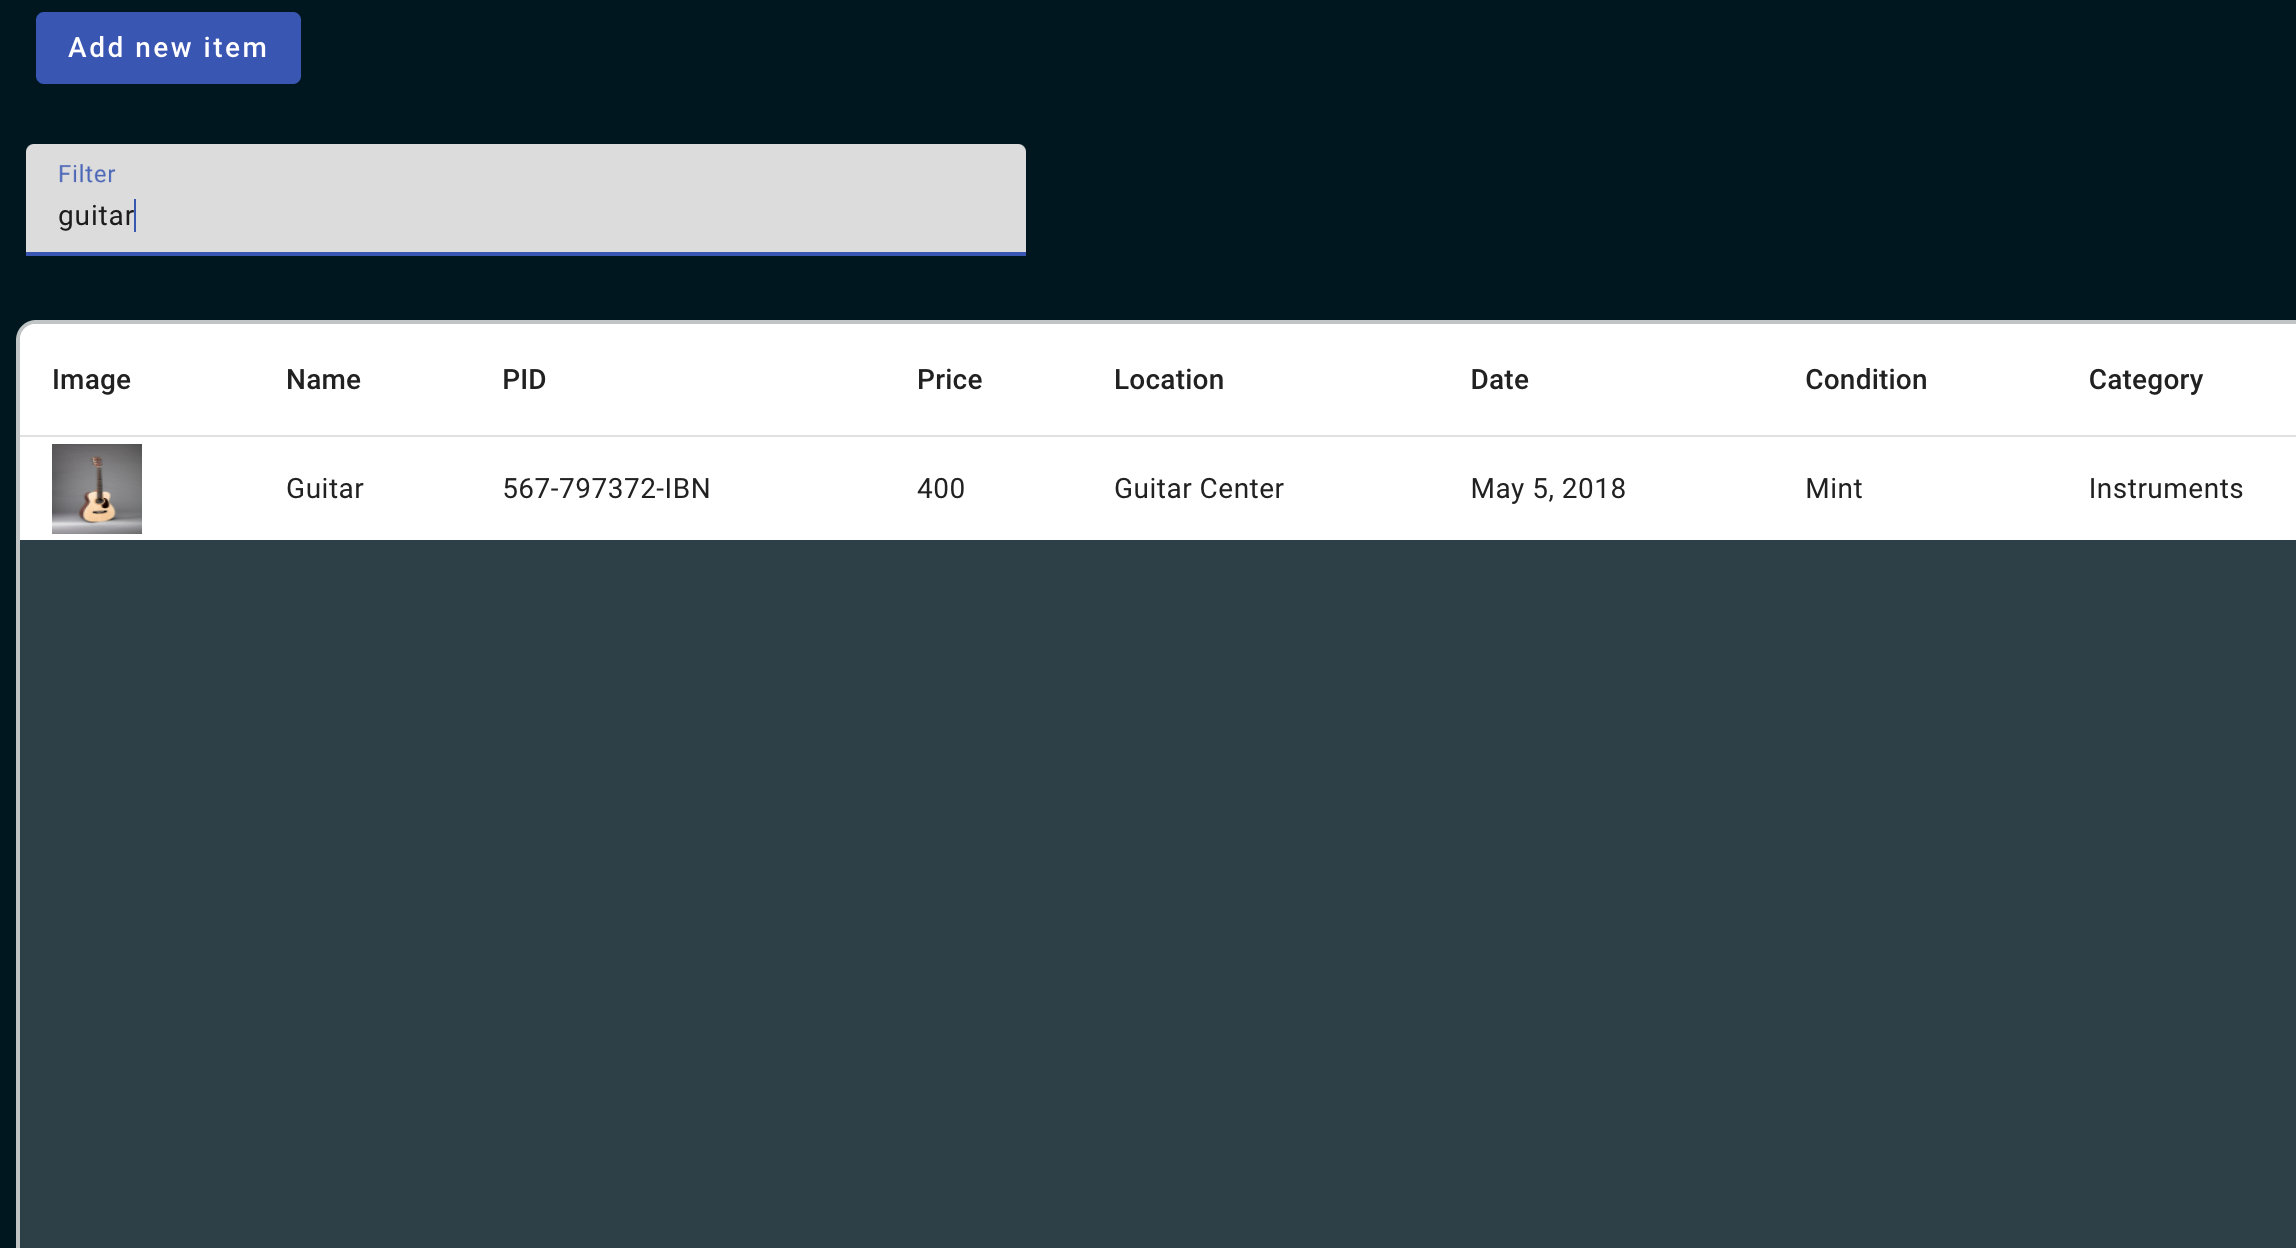 Add new item
Filter
guitar
Image Name PID Price Location Date Condition Category
Guitar 567-797372-IBN 400 Guitar Center May 5, 2018 Mint Instruments